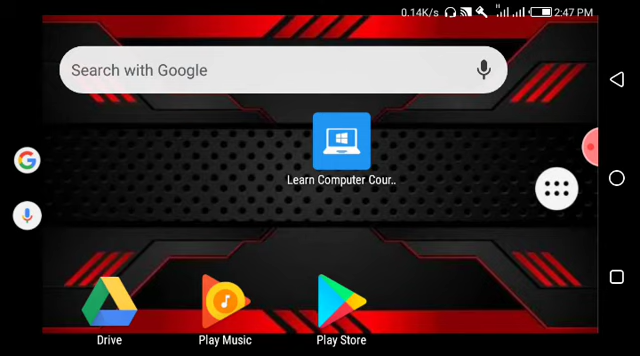 0.14K/s 2:47 PM
Search with Google
Learn Computer Cour..
Drive
Play Music
Play Store